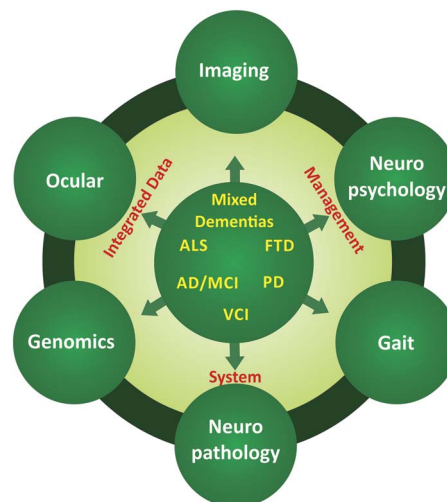 Imaging
Neuro
psychology
Ocular
Integrated Data
Management
Mixed
Dementias
ALS FTD
AD/MCI PD
VCI
Genomics
Gait
System
Neuro
pathology